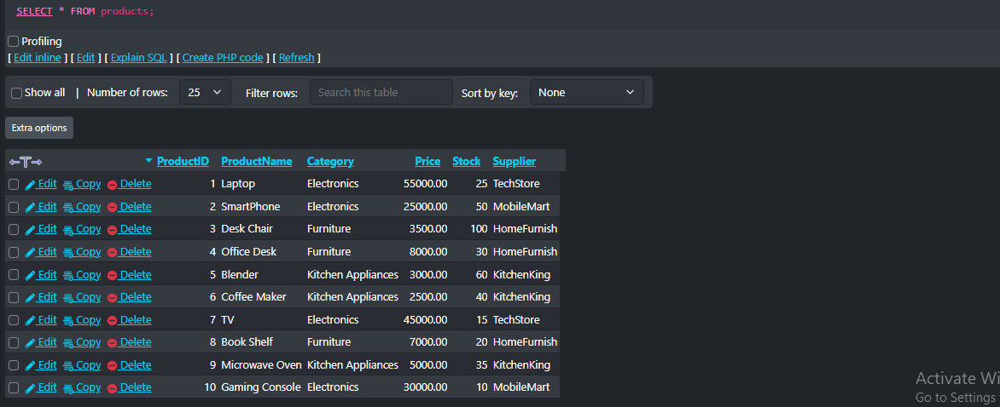 SELECT * FROM products;
Profiling
[ Edit inline ] [ Edit ] [ Explain SQL ] [ Create PHP code ] [ Refresh ]
Show all | Number of rows: 25 Filter rows: Search this table Sort by key: None
Extra options
←T→ ProductID ProductName Category Price Stock Supplier
Edit Copy Delete 1 Laptop Electronics 55000.00 25 TechStore
Edit Copy Delete 2 SmartPhone Electronics 25000.00 50 MobileMart
Edit Copy Delete 3 Desk Chair Furniture 3500.00 100 HomeFurnish
Edit Copy Delete 4 Office Desk Furniture 8000.00 30 HomeFurnish
Edit Copy Delete 5 Blender Kitchen Appliances 3000.00 60 KitchenKing
Edit Copy Delete 6 Coffee Maker Kitchen Appliances 2500.00 40 KitchenKing
Edit Copy Delete 7 TV Electronics 45000.00 15 TechStore
Edit Copy Delete 8 Book Shelf Furniture 7000.00 20 HomeFurnish
Edit Copy Delete 9 Microwave Oven Kitchen Appliances 5000.00 35 KitchenKing
Edit Copy Delete 10 Gaming Console Electronics 30000.00 10 MobileMart
Activate Wi
Go to Settings